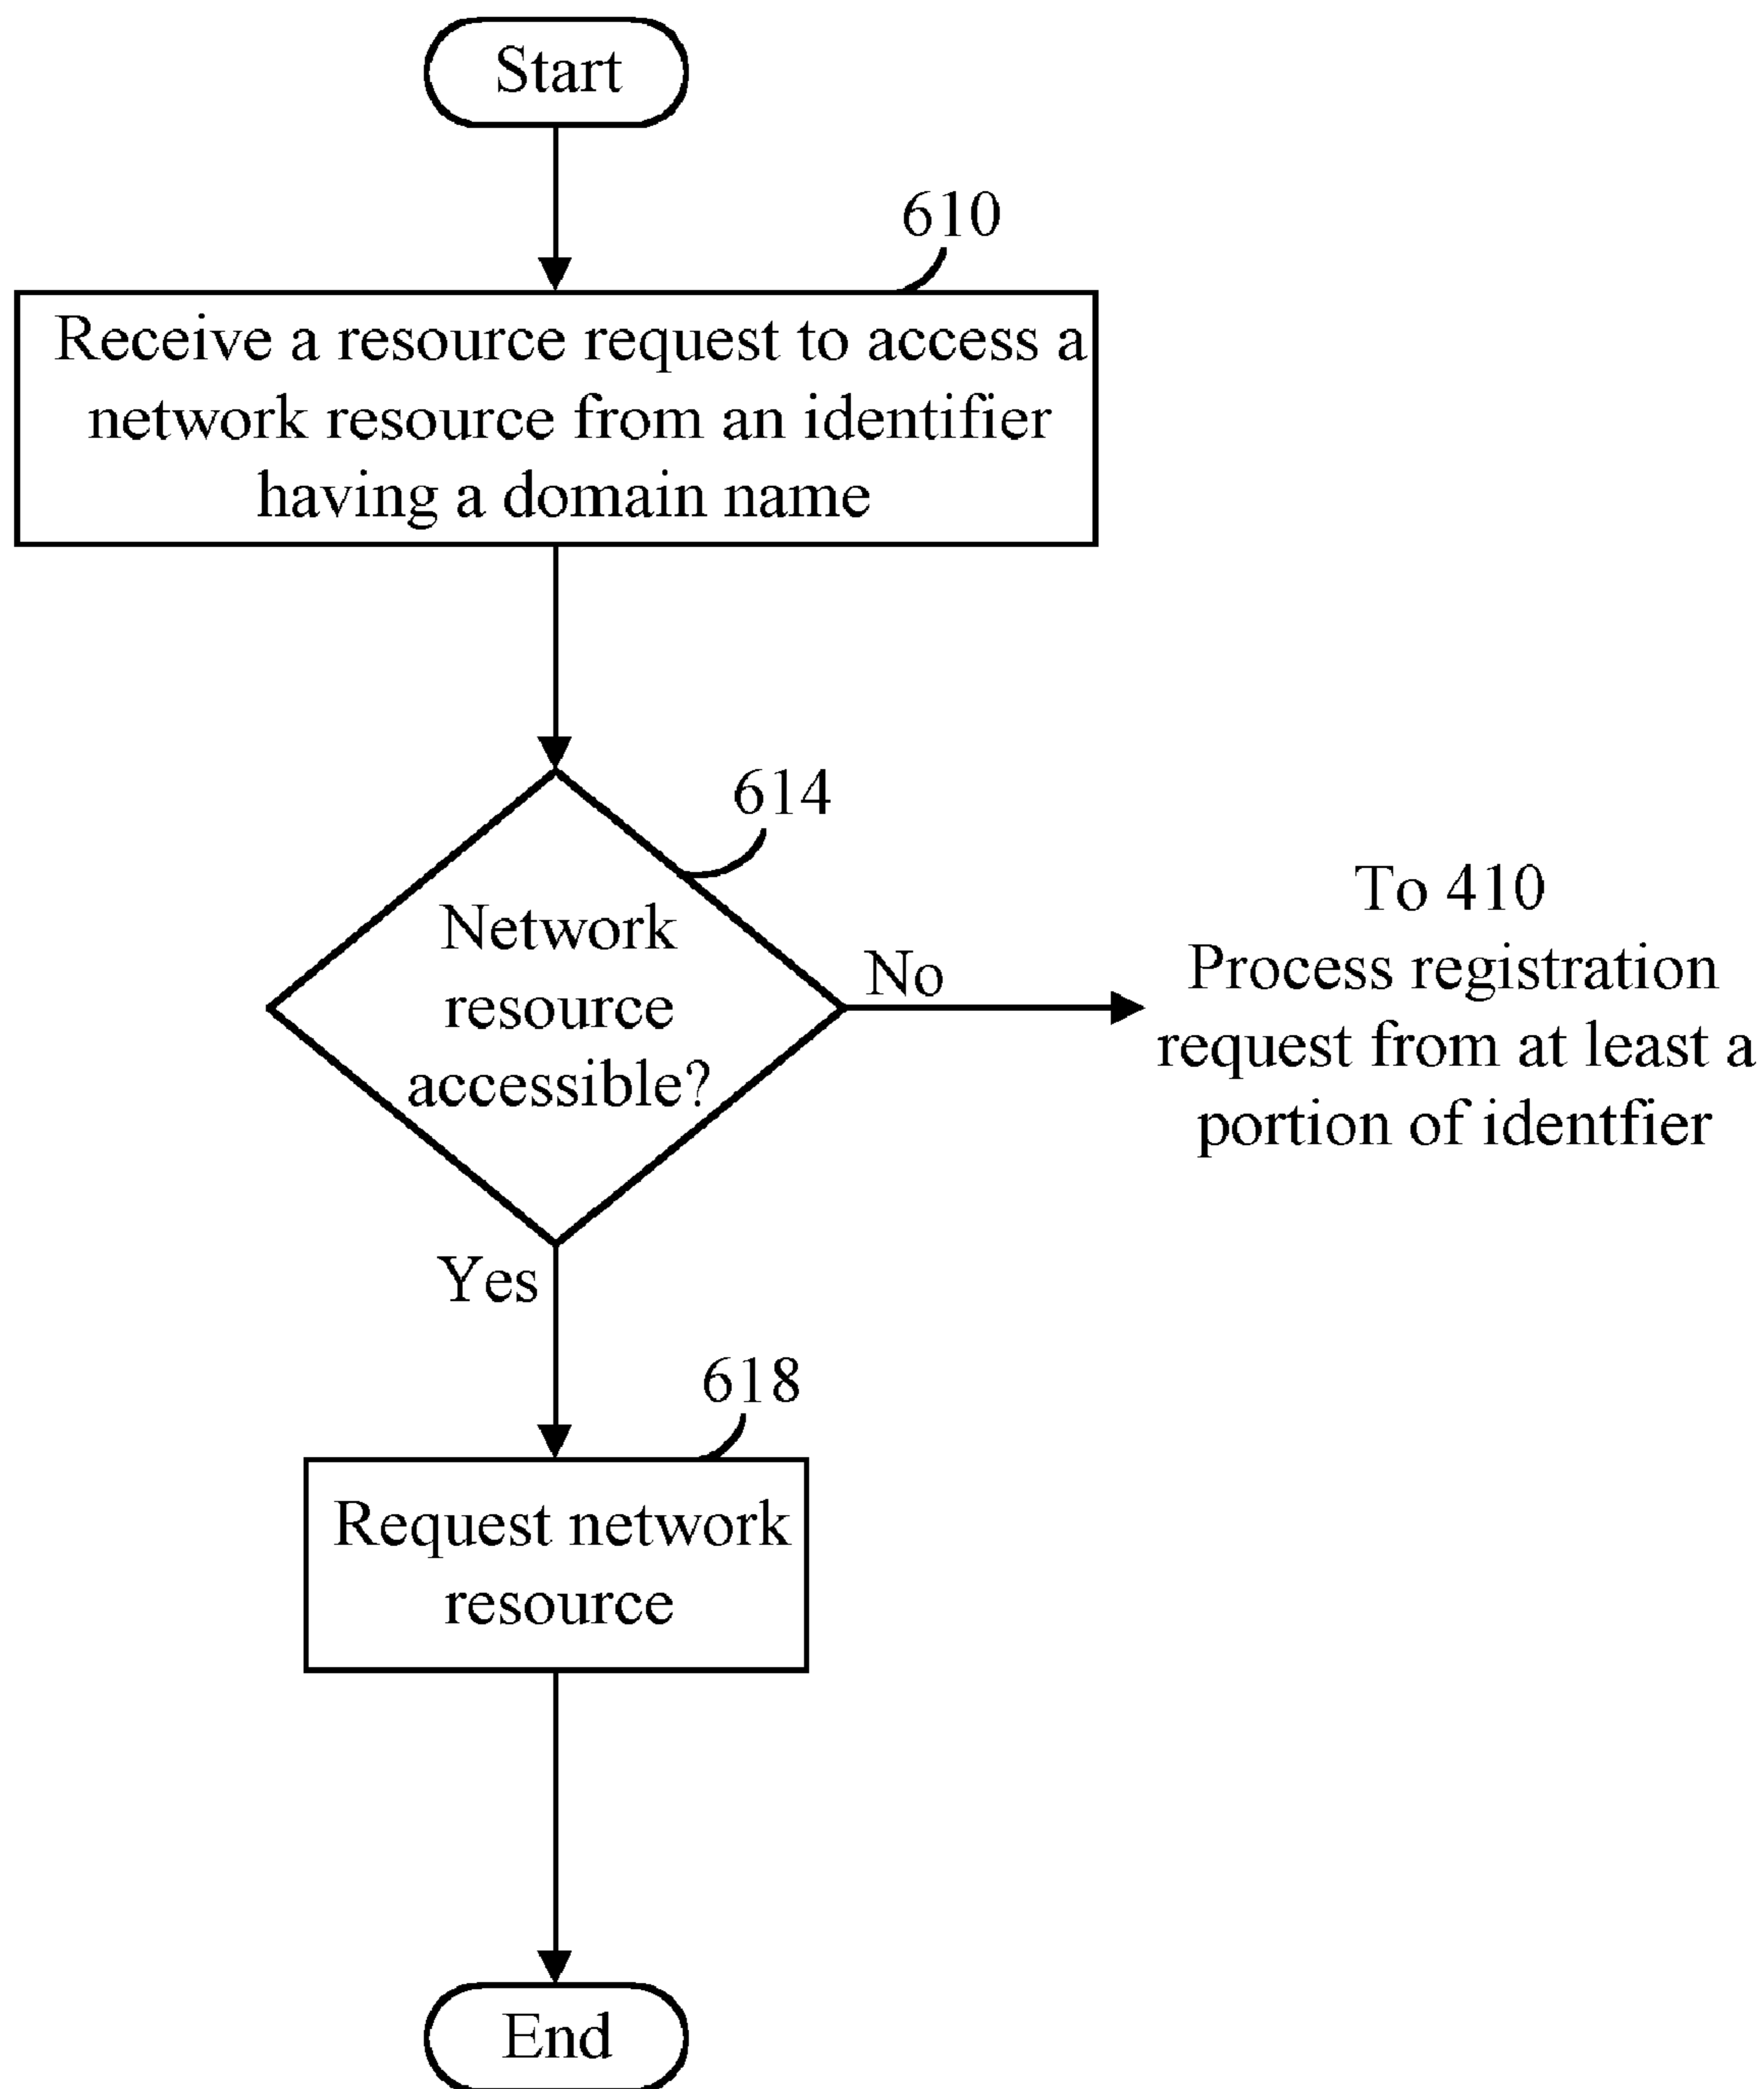 Start
610
Receive a resource request to access a
network resource from an identifier
having a domain name
614
Network
resource
accessible?
No
To 410
Process registration
request from at least a
portion of identfier
Yes
618
Request network
resource
End